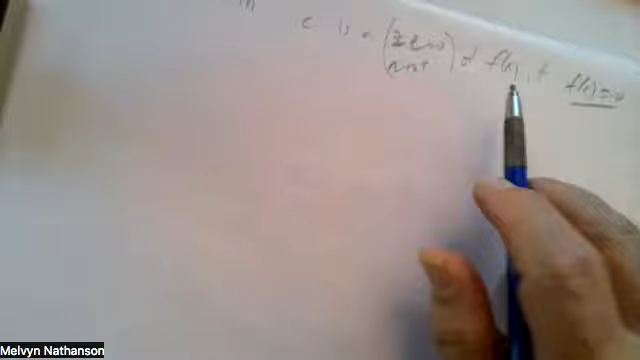 c is a (zero
root) of f(x), if f(c)=0
Melvyn Nathanson